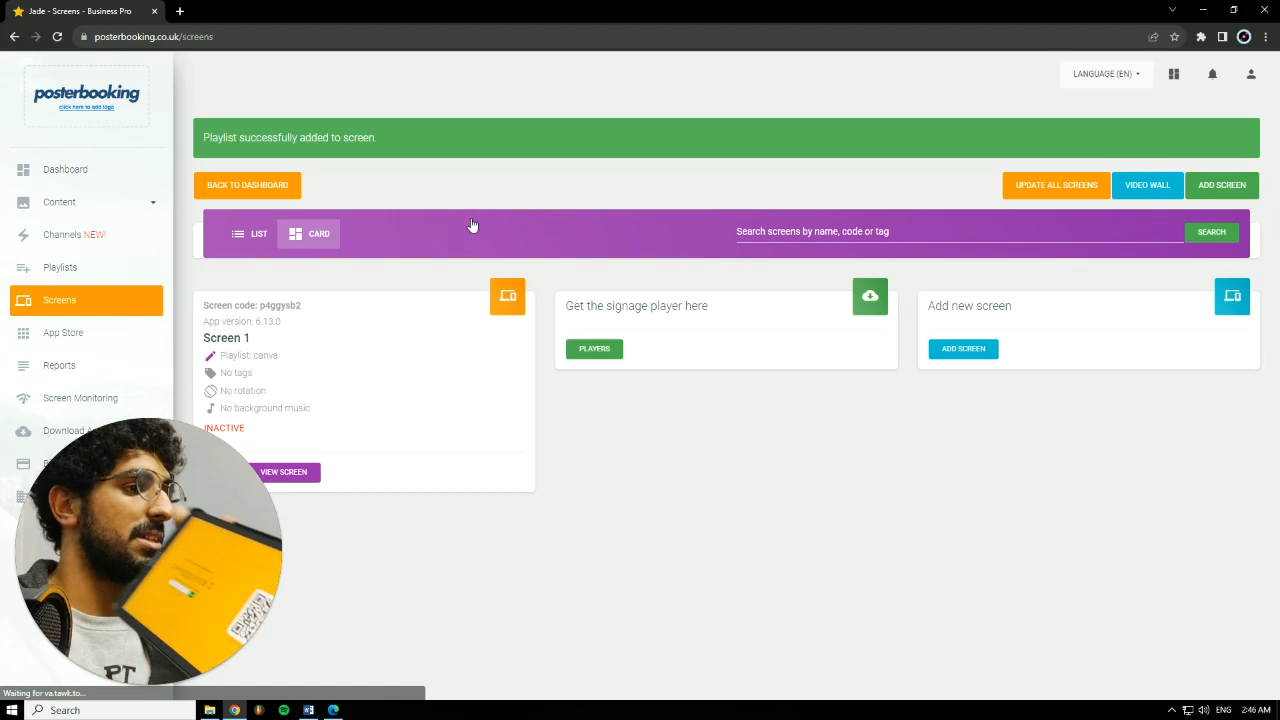 Jade - Screens - Business Pro
posterbooking.co.uk/screens
posterbooking
click here to add logo
LANGUAGE (EN)
Dashboard
Content
Channels NEW!
Playlists
Screens
App Store
Reports
Screen Monitoring
Download A
Playlist successfully added to screen.
BACK TO DASHBOARD
UPDATE ALL SCREENS
VIDEO WALL
ADD SCREEN
LIST
CARD
Search screens by name, code or tag
SEARCH
Screen code: p4ggysb2
App version: 6.13.0
Screen 1
Playlist: canva
No tags
No rotation
No background music
INACTIVE
VIEW SCREEN
Get the signage player here
PLAYERS
Add new screen
ADD SCREEN
PT
Waiting for va.tawk.to...
Search
ENG
2:46 AM